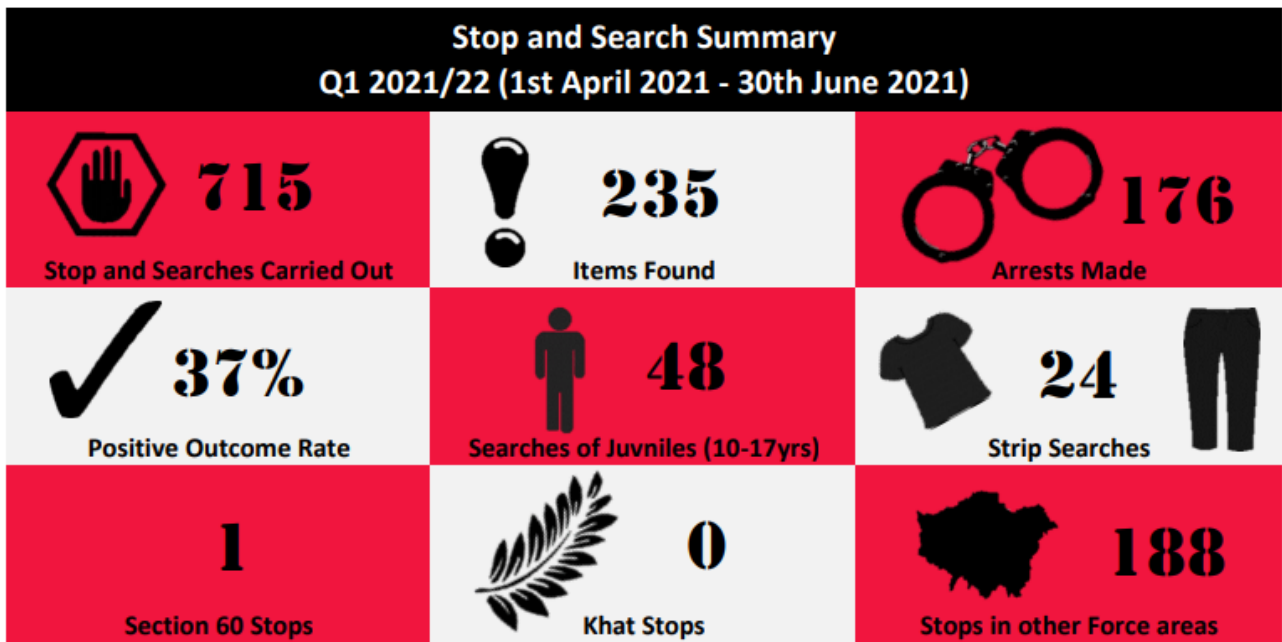 Stop and Search Summary
Q1 2021/22 (1st April 2021 - 30th June 2021)
715
Stop and Searches Carried Out
235
Items Found
176
Arrests Made
37%
Positive Outcome Rate
48
Searches of Juvniles (10-17yrs)
24
Strip Searches
1
Section 60 Stops
0
Khat Stops
188
Stops in other Force areas